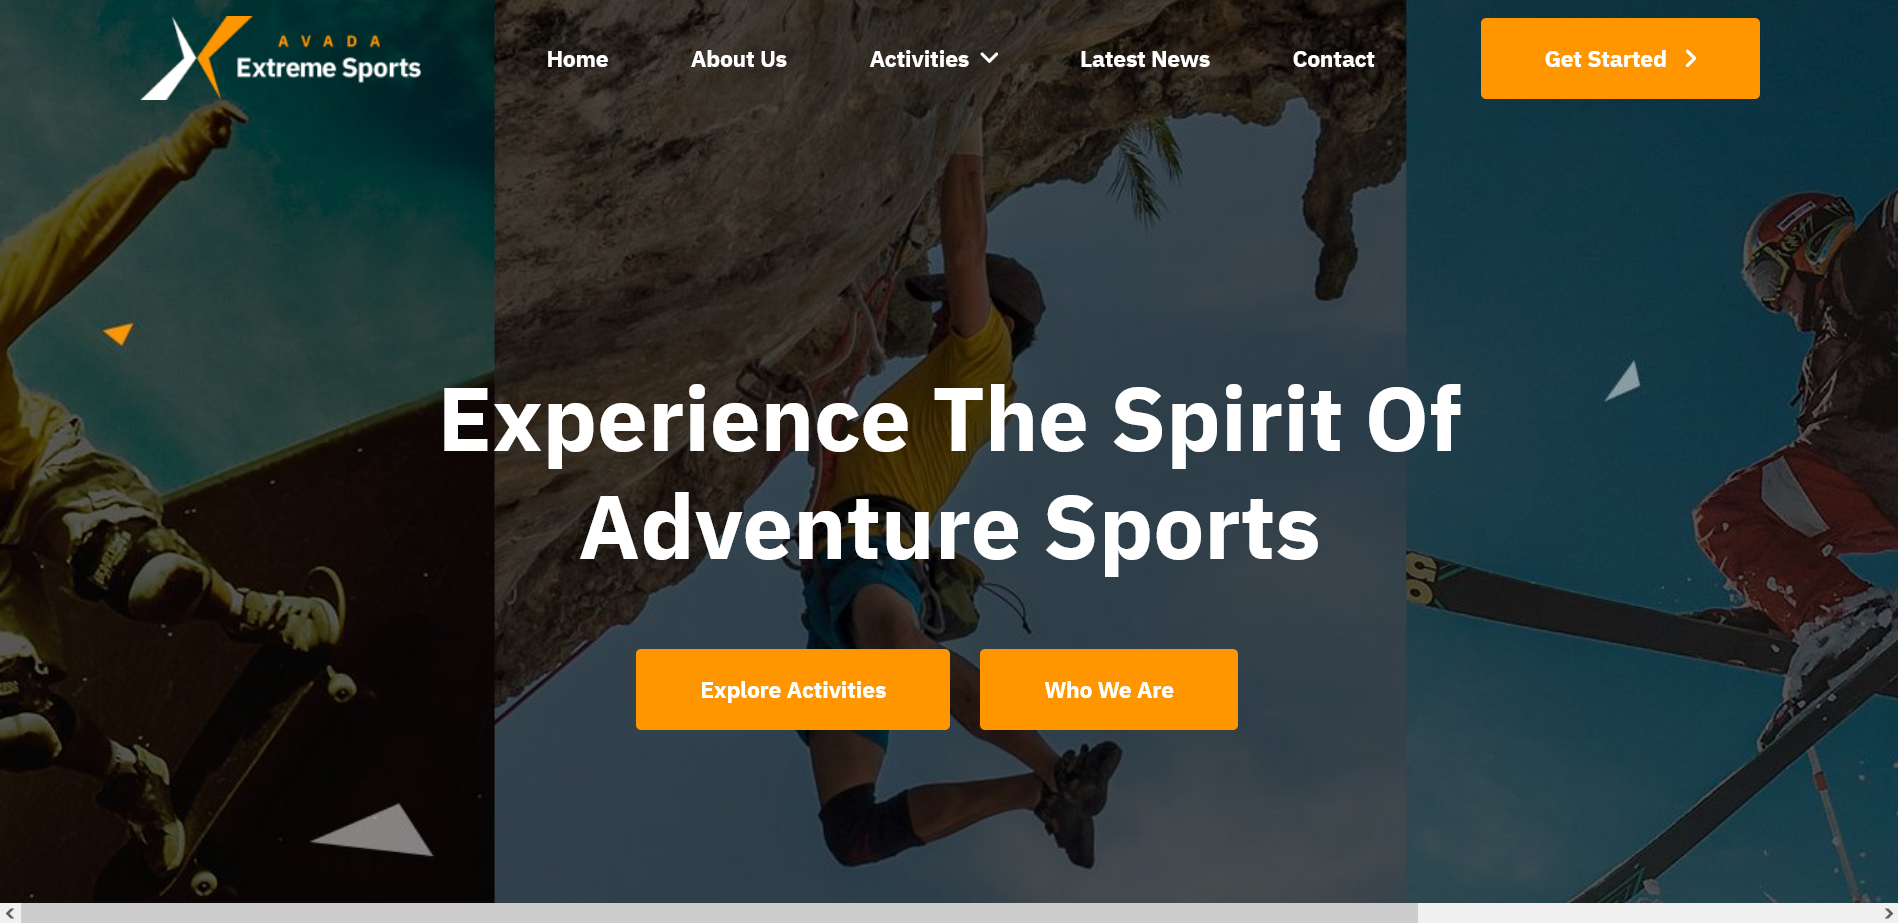 AVADA
Extreme Sports
Home
About Us
Activities
Latest News
Contact
Get Started
Experience The Spirit Of
Adventure Sports
Explore Activities
Who We Are